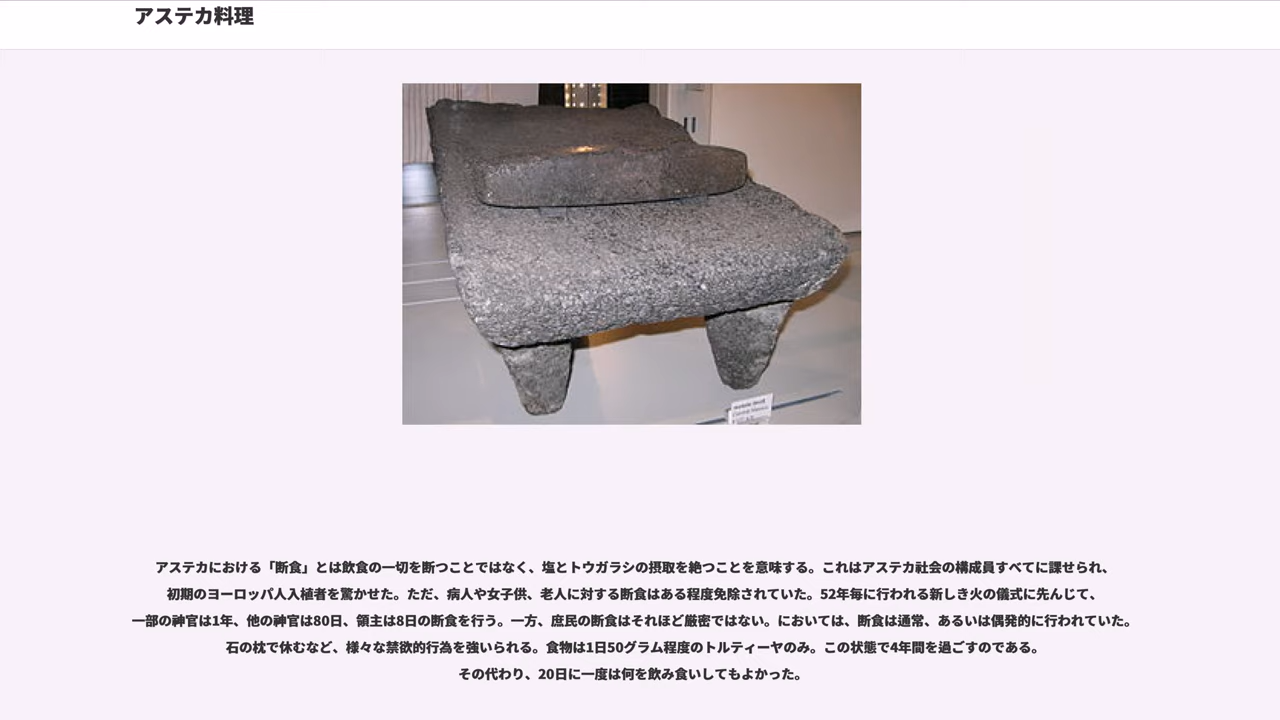 アステカ料理
アステカにおける「断食」とは飲食の一切を断つことではなく、塩とトウガラシの摂取を絶つことを意味する。これはアステカ社会の構成員すべてに課せられ、
初期のヨーロッパ人入植者を驚かせた。ただ、病人や女子供、老人に対する断食はある程度免除されていた。52年毎に行われる新しき火の儀式に先んじて、
一部の神官は1年、他の神官は80日、領主は8日の断食を行う。一方、庶民の断食はそれほど厳密ではない。においては、断食は通常、あるいは偶発的に行われていた。
石の枕で休むなど、様々な禁欲的行為を強いられる。食物は1日50グラム程度のトルティーヤのみ。この状態で4年間を過ごすのである。
その代わり、20日に一度は何を飲み食いしてもよかった。